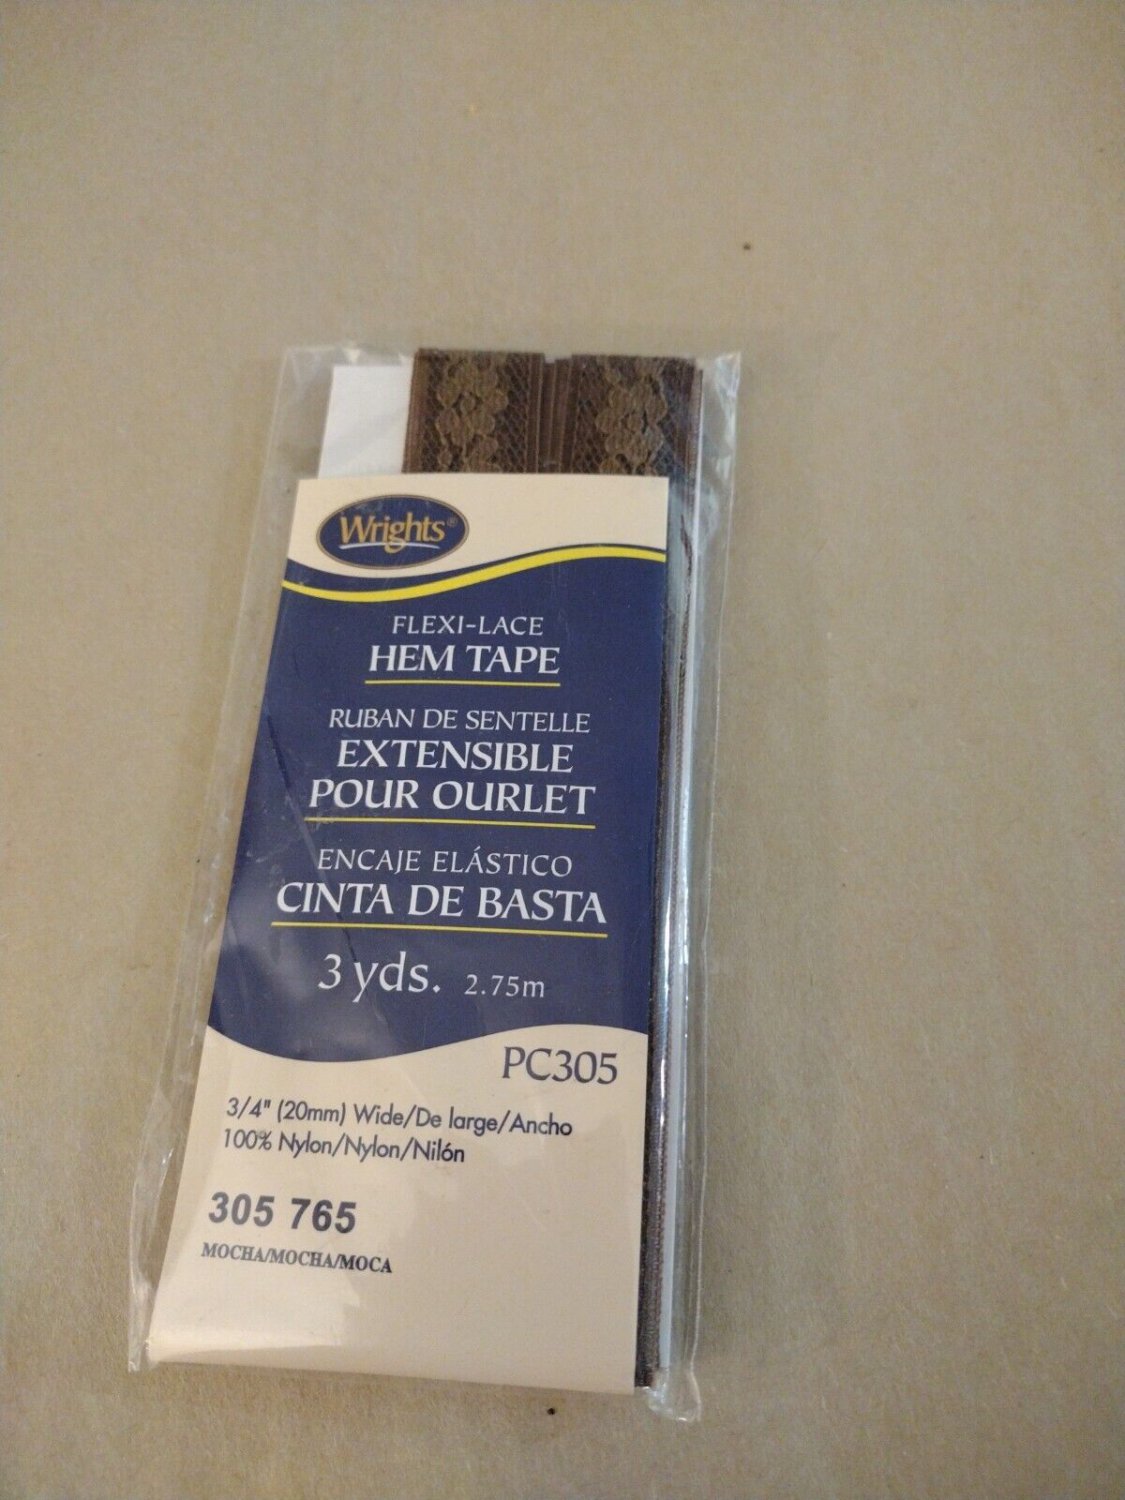 Wrights®
FLEXI-LACE
HEM TAPE
RUBAN DE SENTELLE
EXTENSIBLE
POUR OURLET
ENCAJE ELÁSTICO
CINTA DE BASTA
3 yds. 2.75m
PC305
3/4" (20mm) Wide/De large/Ancho
100% Nylon/Nylon/Nilón
305 765
MOCHA/MOCHA/MOCA